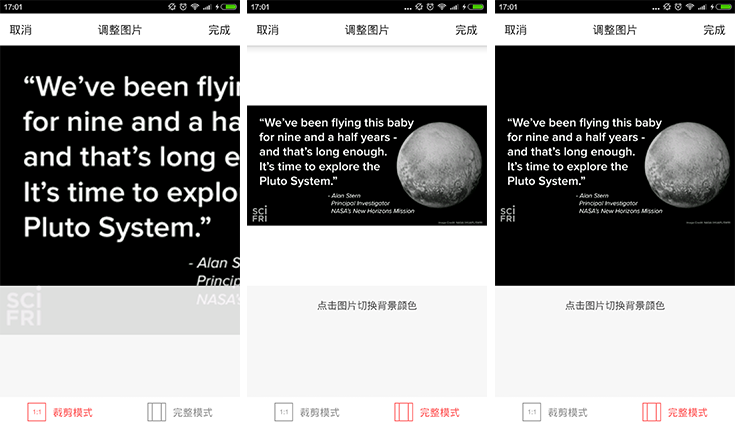 17:01
取消 调整图片 完成
“We’ve been flyi
for nine and a ha
and that’s long e
It’s time to explo
Pluto System.”
- Alan S
Principa
NASA’s
SCI
FRI
1:1 裁剪模式 完整模式
17:01
取消 调整图片 完成
“We’ve been flying this baby
for nine and a half years -
and that’s long enough.
It’s time to explore the
Pluto System.”
- Alan Stern
Principal Investigator
NASA’s New Horizons Mission
SCI
FRI
点击图片切换背景颜色
1:1 裁剪模式 完整模式
17:01
取消 调整图片 完成
“We’ve been flying this baby
for nine and a half years -
and that’s long enough.
It’s time to explore the
Pluto System.”
- Alan Stern
Principal Investigator
NASA’s New Horizons Mission
SCI
FRI
点击图片切换背景颜色
1:1 裁剪模式 完整模式